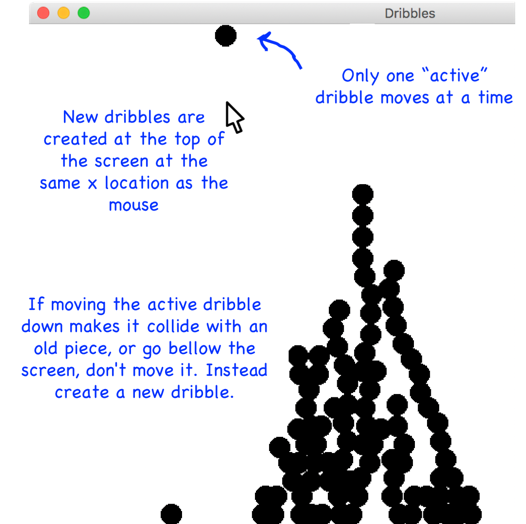 Dribbles
Only one “active”
dribble moves at a time
New dribbles are
created at the top of
the screen at the
same x location as the
mouse
If moving the active dribble
down makes it collide with an
old piece, or go bellow the
screen, don't move it. Instead
create a new dribble.